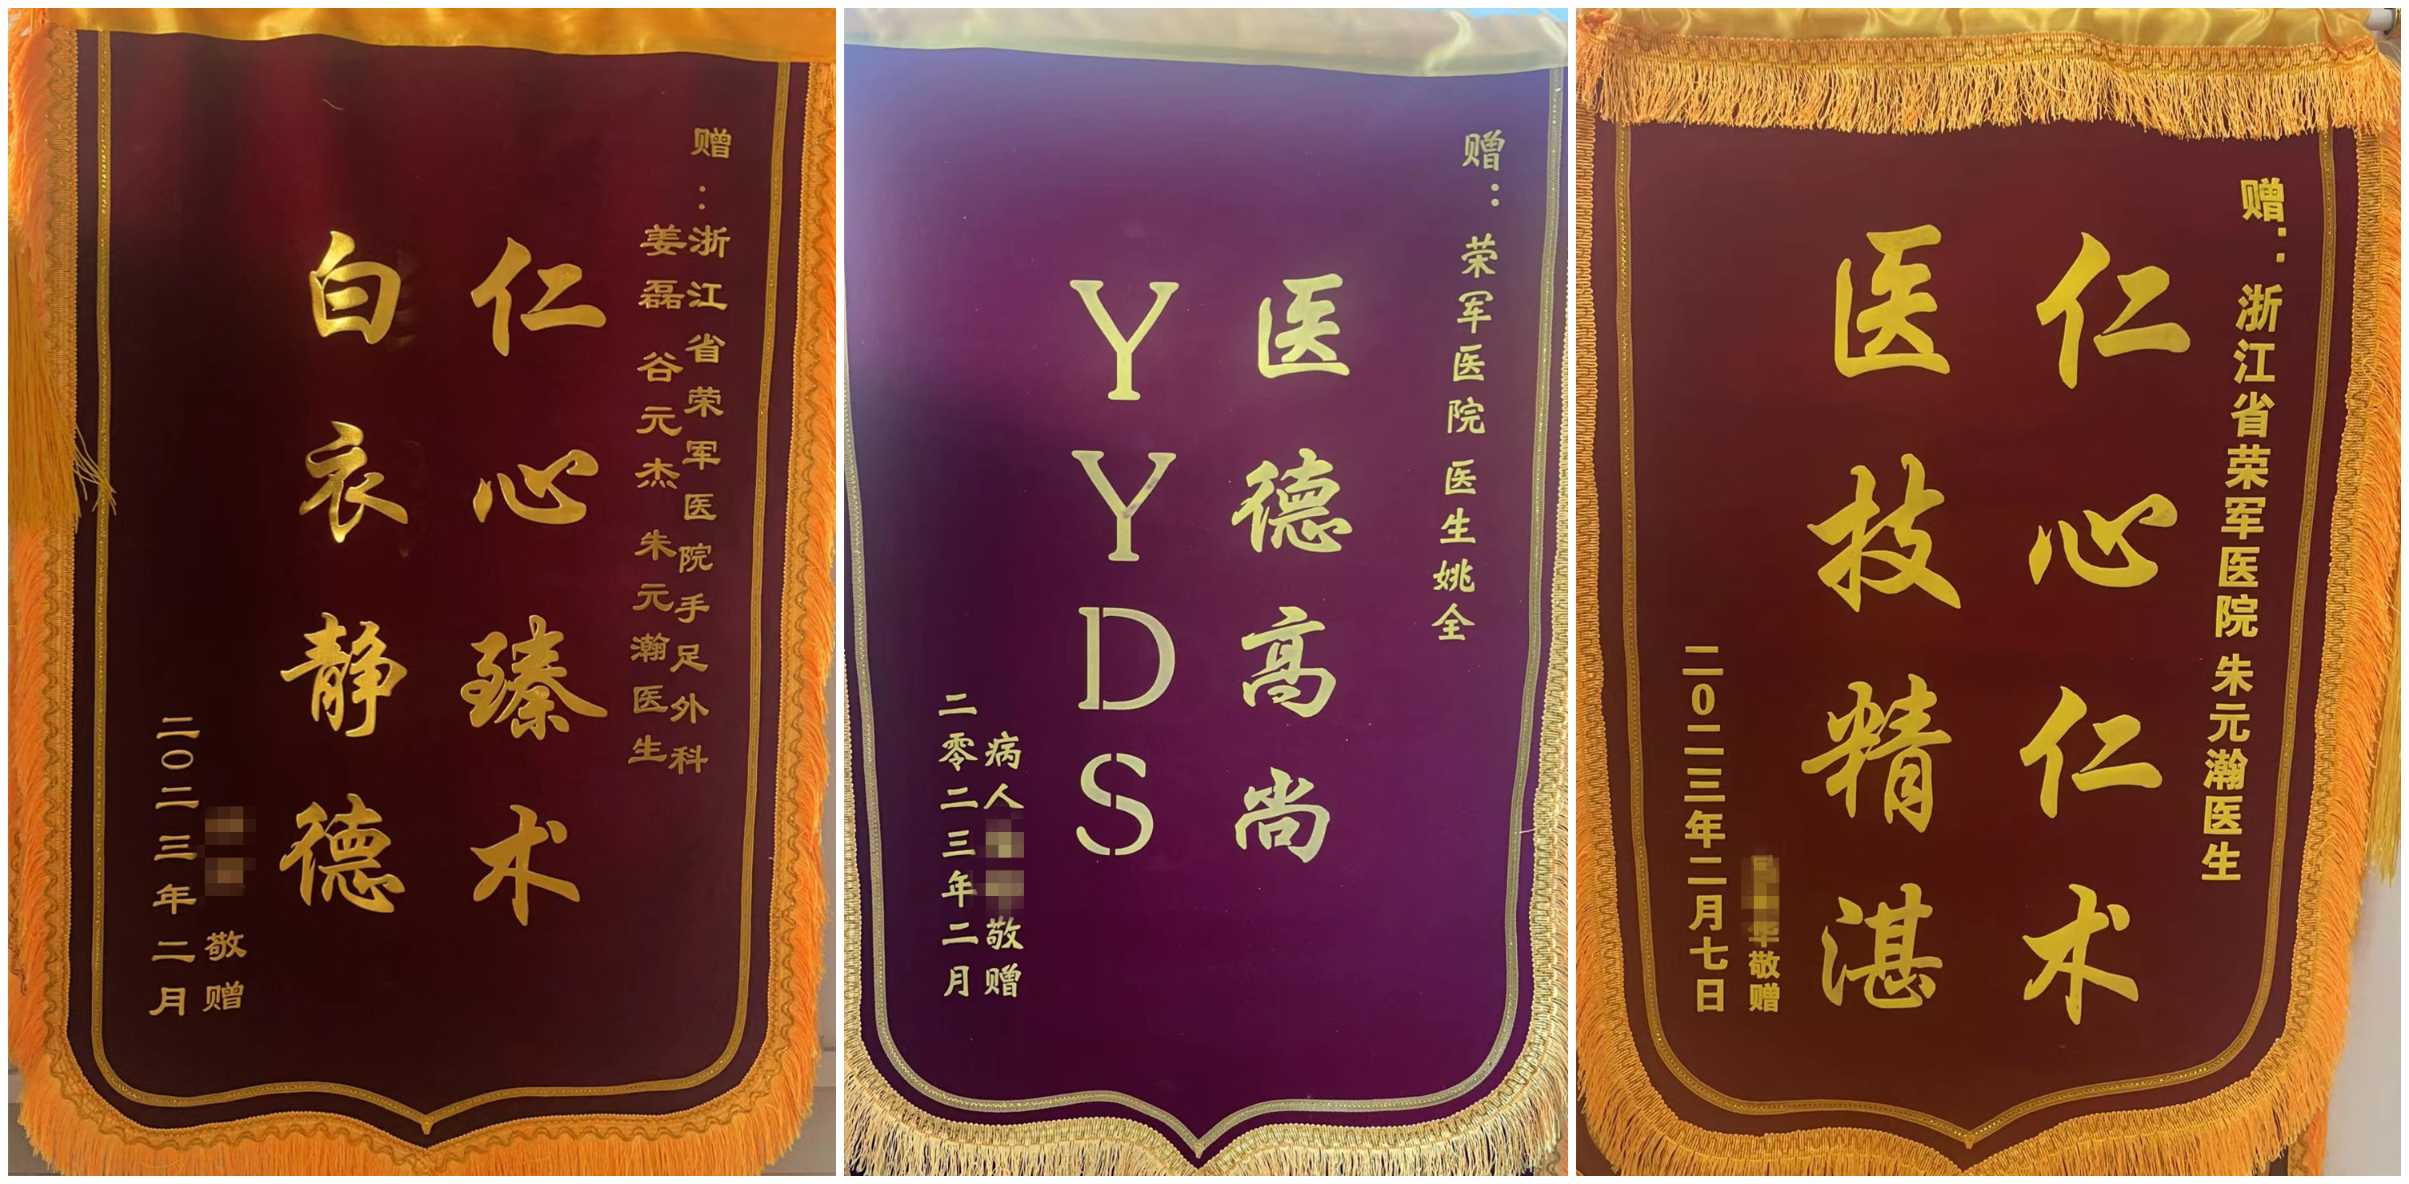 赠:浙江省荣军医院手足外科
姜磊 谷元杰 朱元瀚医生
仁心臻术
白衣静德
敬赠
二〇二三年二月
赠:荣军医院 医生姚全
医德高尚
YYDS
病人
敬赠
二零二三年二月
赠:浙江省荣军医院 朱元瀚医生
仁心仁术
医技精湛
华敬赠
二0二三年二月七日